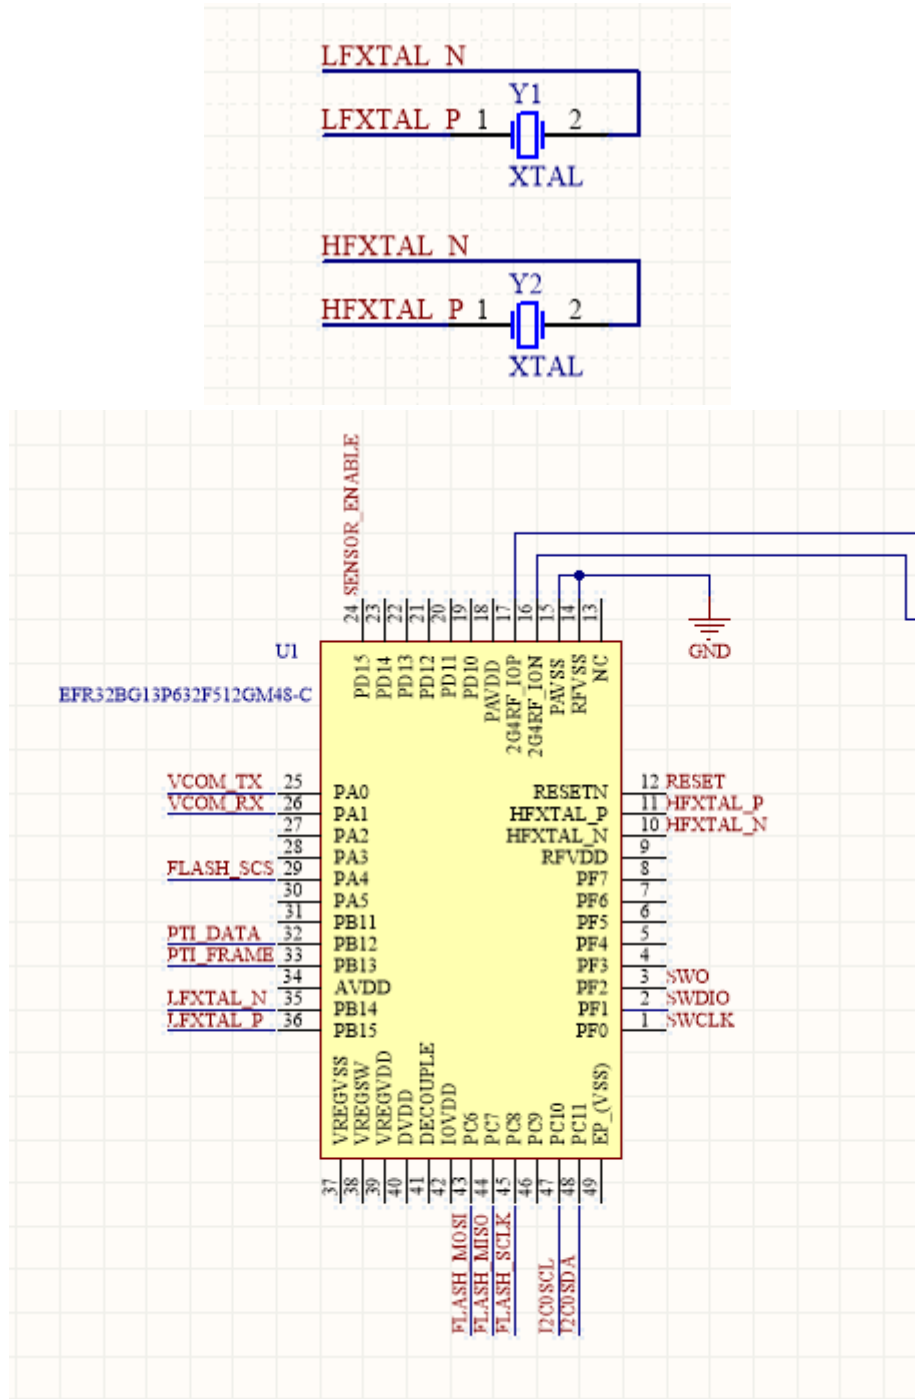 LFXTAL_N
Y1
LFXTAL_P 1 2
XTAL
HFXTAL_N
Y2
HFXTAL_P 1 2
XTAL
SENSOR_ENABLE
24 23 22 21 20 19 18 17 16 15 14 13
GND
U1
EFR32BG13P632F512GM48-C
PD15 PD14 PD13 PD12 PD11 PD10 PAVDD 2G4RF_IOP 2G4RF_ION PAVSS RFVSS NC
VCOM_TX 25 PA0
VCOM_RX 26 PA1
27 PA2
28 PA3
FLASH_SCS 29 PA4
30 PA5
31 PB11
PTI_DATA 32 PB12
PTI_FRAME 33 PB13
34 AVDD
LFXTAL_N 35 PB14
LFXTAL_P 36 PB15
RESETN 12 RESET
HFXTAL_P 11 HFXTAL_P
HFXTAL_N 10 HFXTAL_N
RFVDD 9
PF7 8
PF6 7
PF5 6
PF4 5
PF3 4
PF2 3 SWO
PF1 2 SWDIO
PF0 1 SWCLK
VREGVSS VREGSW VREGVDD DVDD DECOUPLE IOVDD PC6 PC7 PC8 PC9 PC10 PC11 EP_(VSS)
37 38 39 40 41 42 43 44 45 46 47 48 49
FLASH_MOSI FLASH_MISO FLASH_SCLK I2C0SCL I2C0SDA